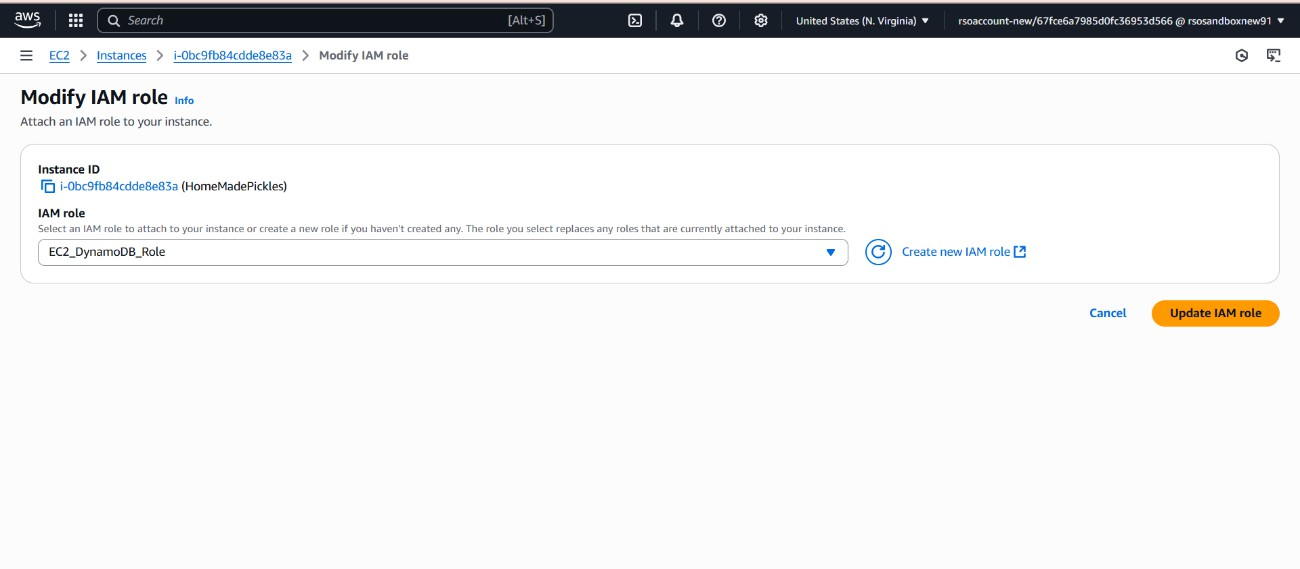 aws Search [Alt+S] United States (N. Virginia) rsoaccount-new/67fce6a7985d0fc36953d566 @ rsosandboxnew91
EC2 Instances i-0bc9fb84cdde8e83a Modify IAM role
Modify IAM role Info
Attach an IAM role to your instance.
Instance ID
i-0bc9fb84cdde8e83a (HomeMadePickles)
IAM role
Select an IAM role to attach to your instance or create a new role if you haven't created any. The role you select replaces any roles that are currently attached to your instance.
EC2_DynamoDB_Role Create new IAM role
Cancel Update IAM role